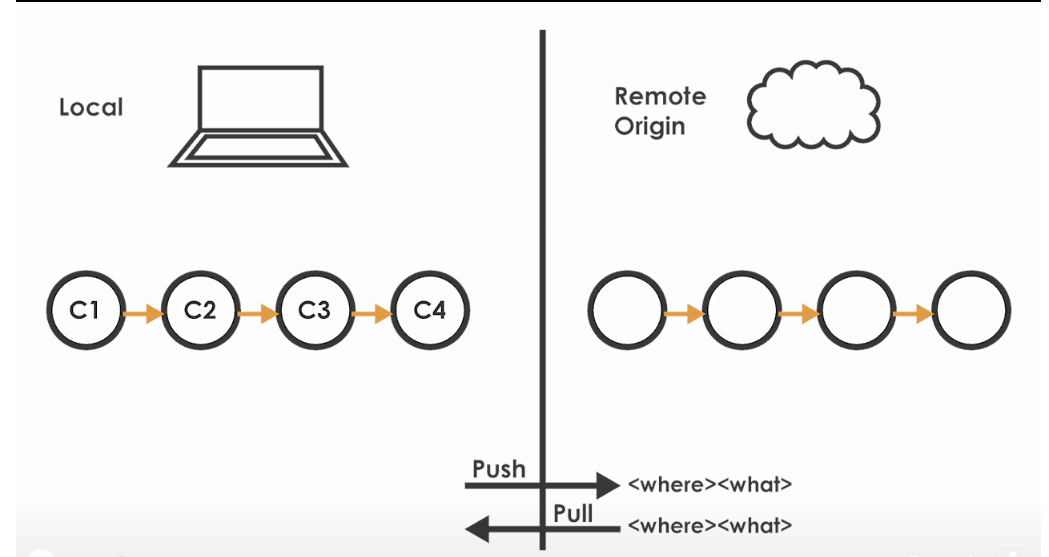 Local
Remote
Origin
C1
C2
C3
C4
Push
<where><what>
Pull
<where><what>